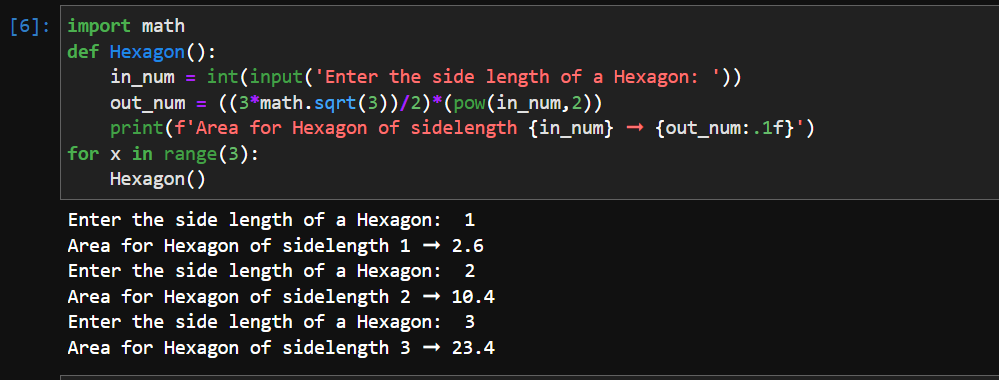 [6]: import math
def Hexagon():
    in_num = int(input('Enter the side length of a Hexagon: '))
    out_num = ((3*math.sqrt(3))/2)*(pow(in_num,2))
    print(f'Area for Hexagon of sidelength {in_num} → {out_num:.1f}')
for x in range(3):
    Hexagon()
Enter the side length of a Hexagon:  1
Area for Hexagon of sidelength 1 → 2.6
Enter the side length of a Hexagon:  2
Area for Hexagon of sidelength 2 → 10.4
Enter the side length of a Hexagon:  3
Area for Hexagon of sidelength 3 → 23.4